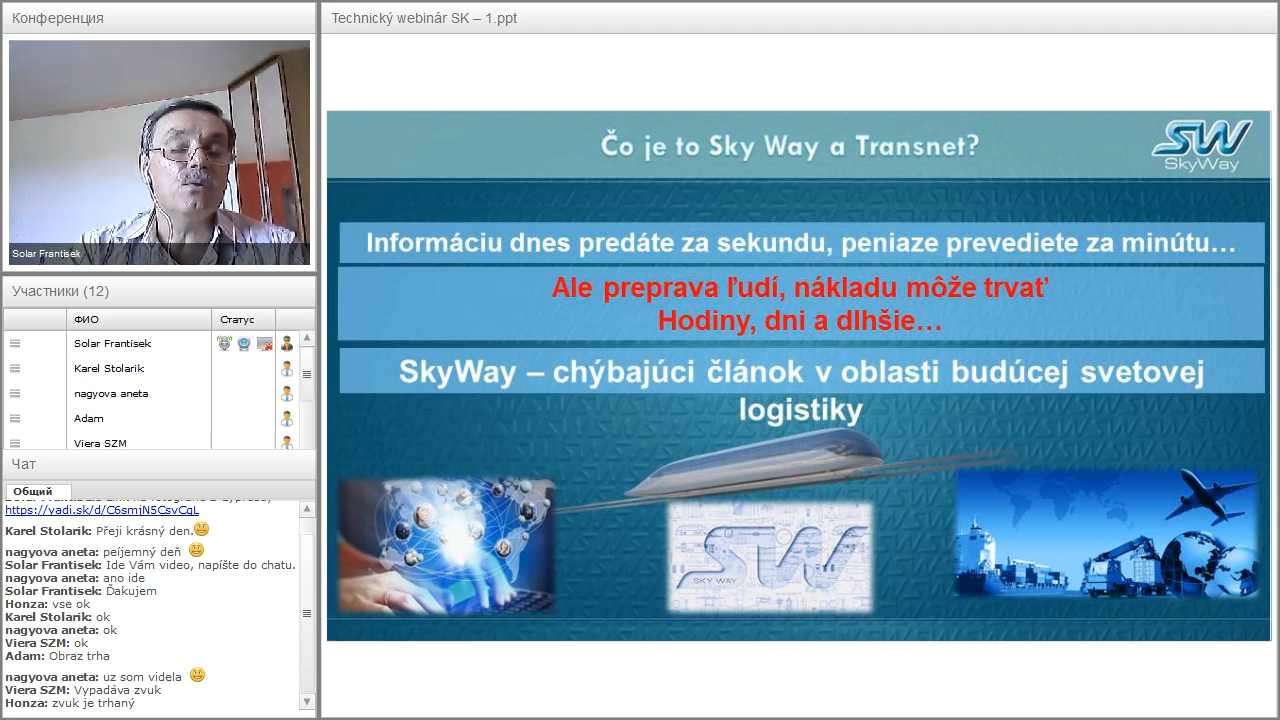 Конференция
Solar Frantisek
Участники (12)
ФИО
Статус
Solar Frantisek
Karel Stolarik
nagyova aneta
Adam
Viera SZM
Чат
Общий
https://yadi.sk/d/C6smjN5CsvCgL
Karel Stolarik: Přeji krásný den.
nagyova aneta: peíjemný deň
Solar Frantisek: Ide Vám video, napíšte do chatu.
nagyova aneta: ano ide
Solar Frantisek: Ďakujem
Honza: vse ok
Karel Stolarik: ok
nagyova aneta: ok
Viera SZM: ok
Adam: Obraz trha
nagyova aneta: uz som videla
Viera SZM: Vypadáva zvuk
Honza: zvuk je trhaný
Technický webinár SK – 1.ppt
Čo je to Sky Way a Transnet?
SW
SkyWay
Informáciu dnes predáte za sekundu, peniaze prevediete za minútu…
Ale preprava ľudí, nákladu môže trvať
Hodiny, dni a dlhšie…
SkyWay – chýbajúci článok v oblasti budúcej svetovej
logistiky
SW
SKY WAY